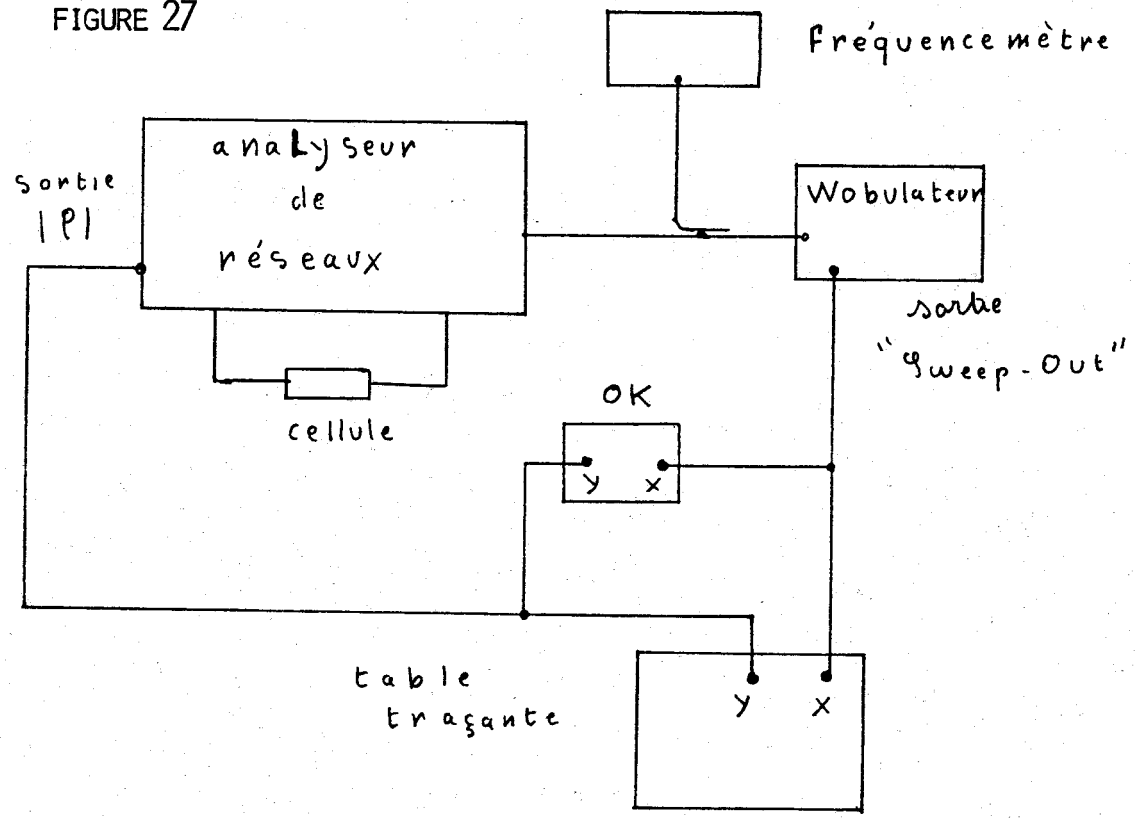 FIGURE 27
Fréquencemètre
analyseur
de
réseaux
sortie
|ρ|
Wobulateur
sortie
"Sweep-Out"
cellule
OK
y x
table
traçante
y x